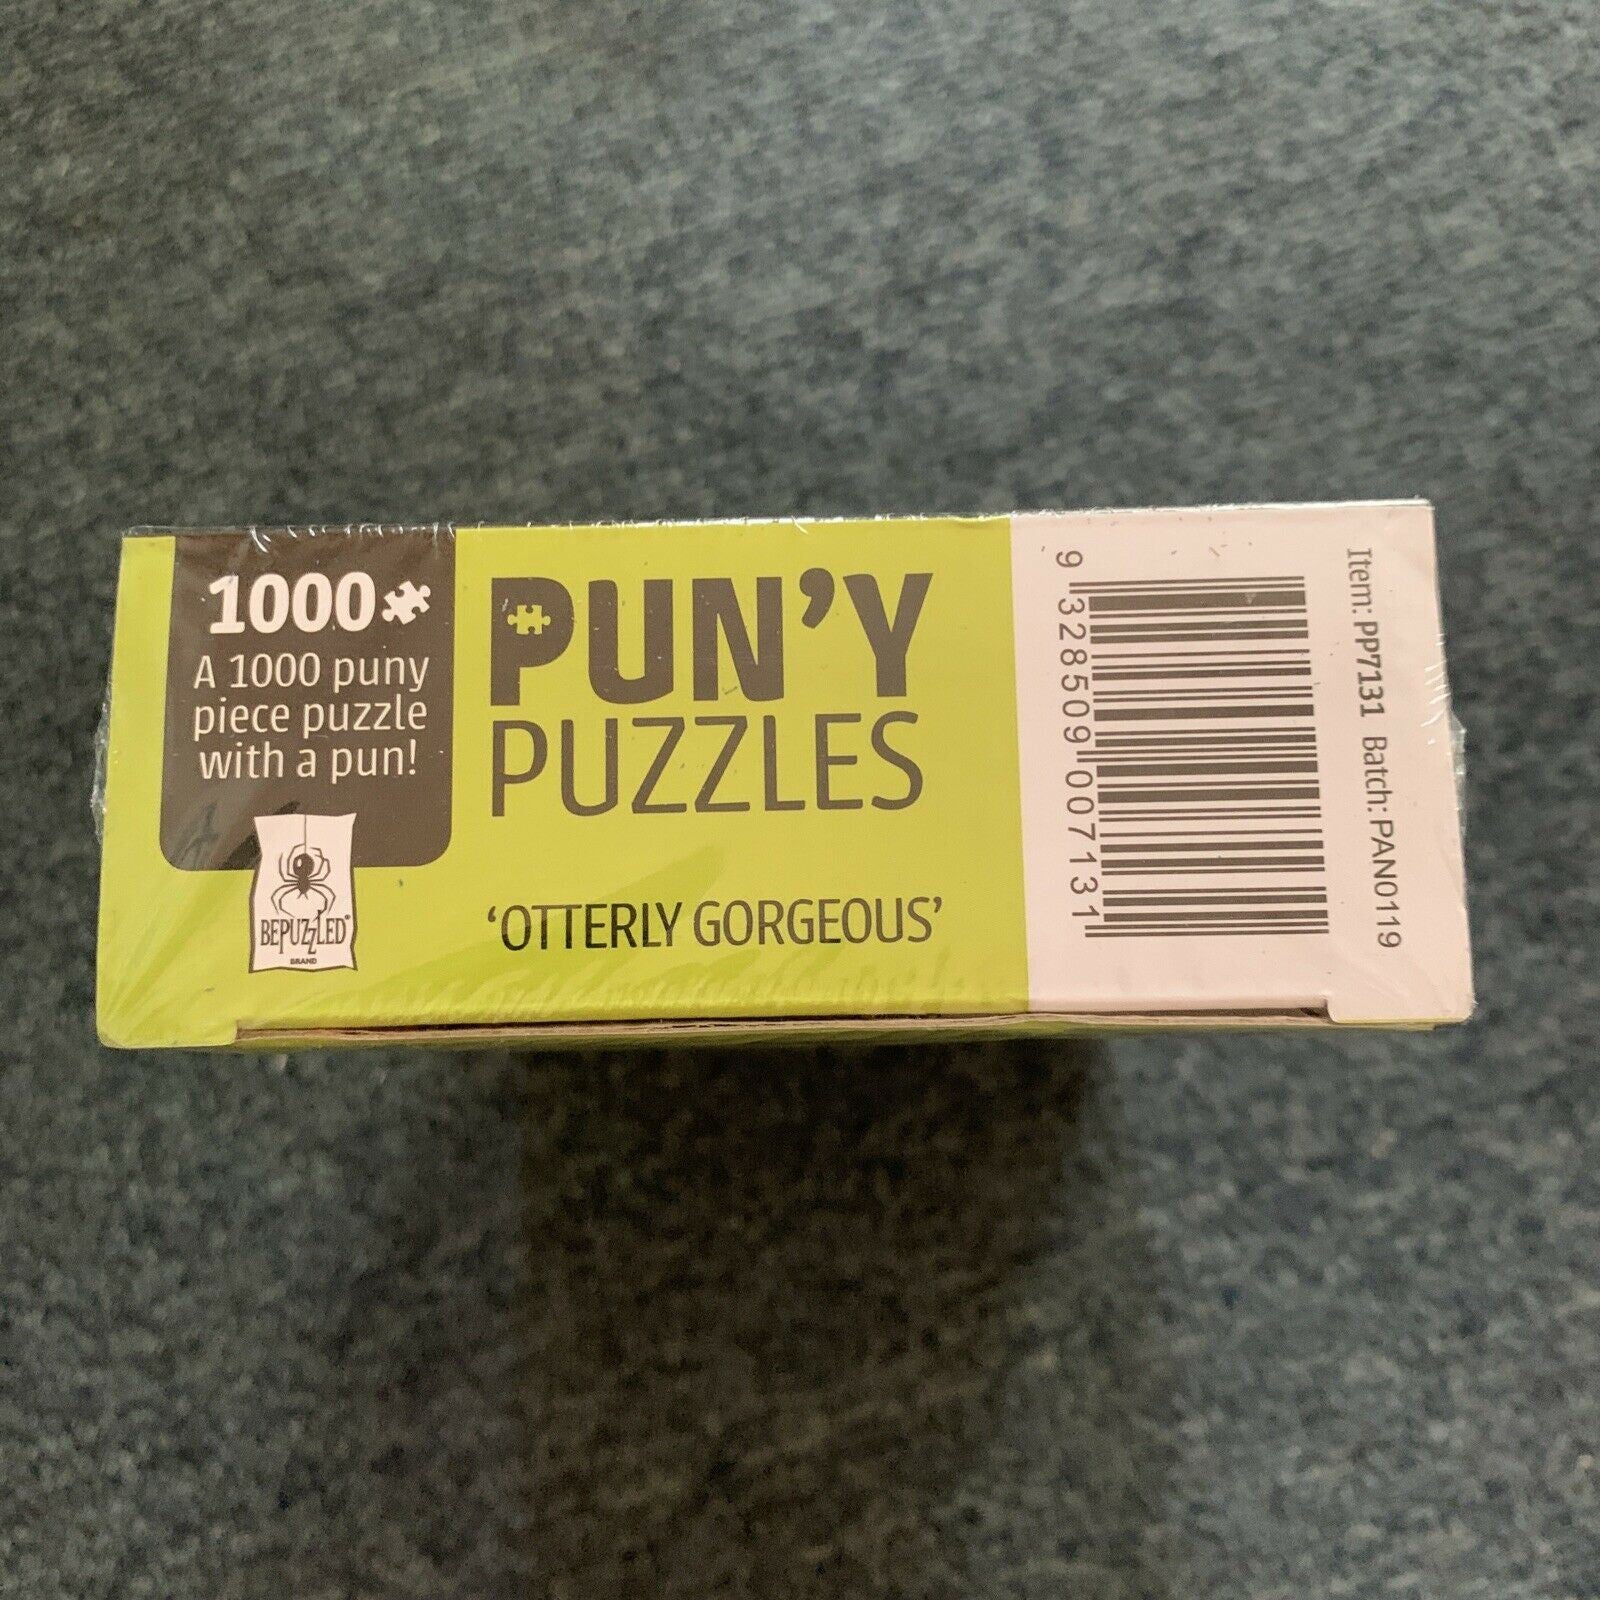 1000
A 1000 puny
piece puzzle
with a pun!
BEPUZZLED®
BRAND
PUN'Y
PUZZLES
'OTTERLY GORGEOUS'
9 328509 007131
Item: PP7131 Batch: PAN0119